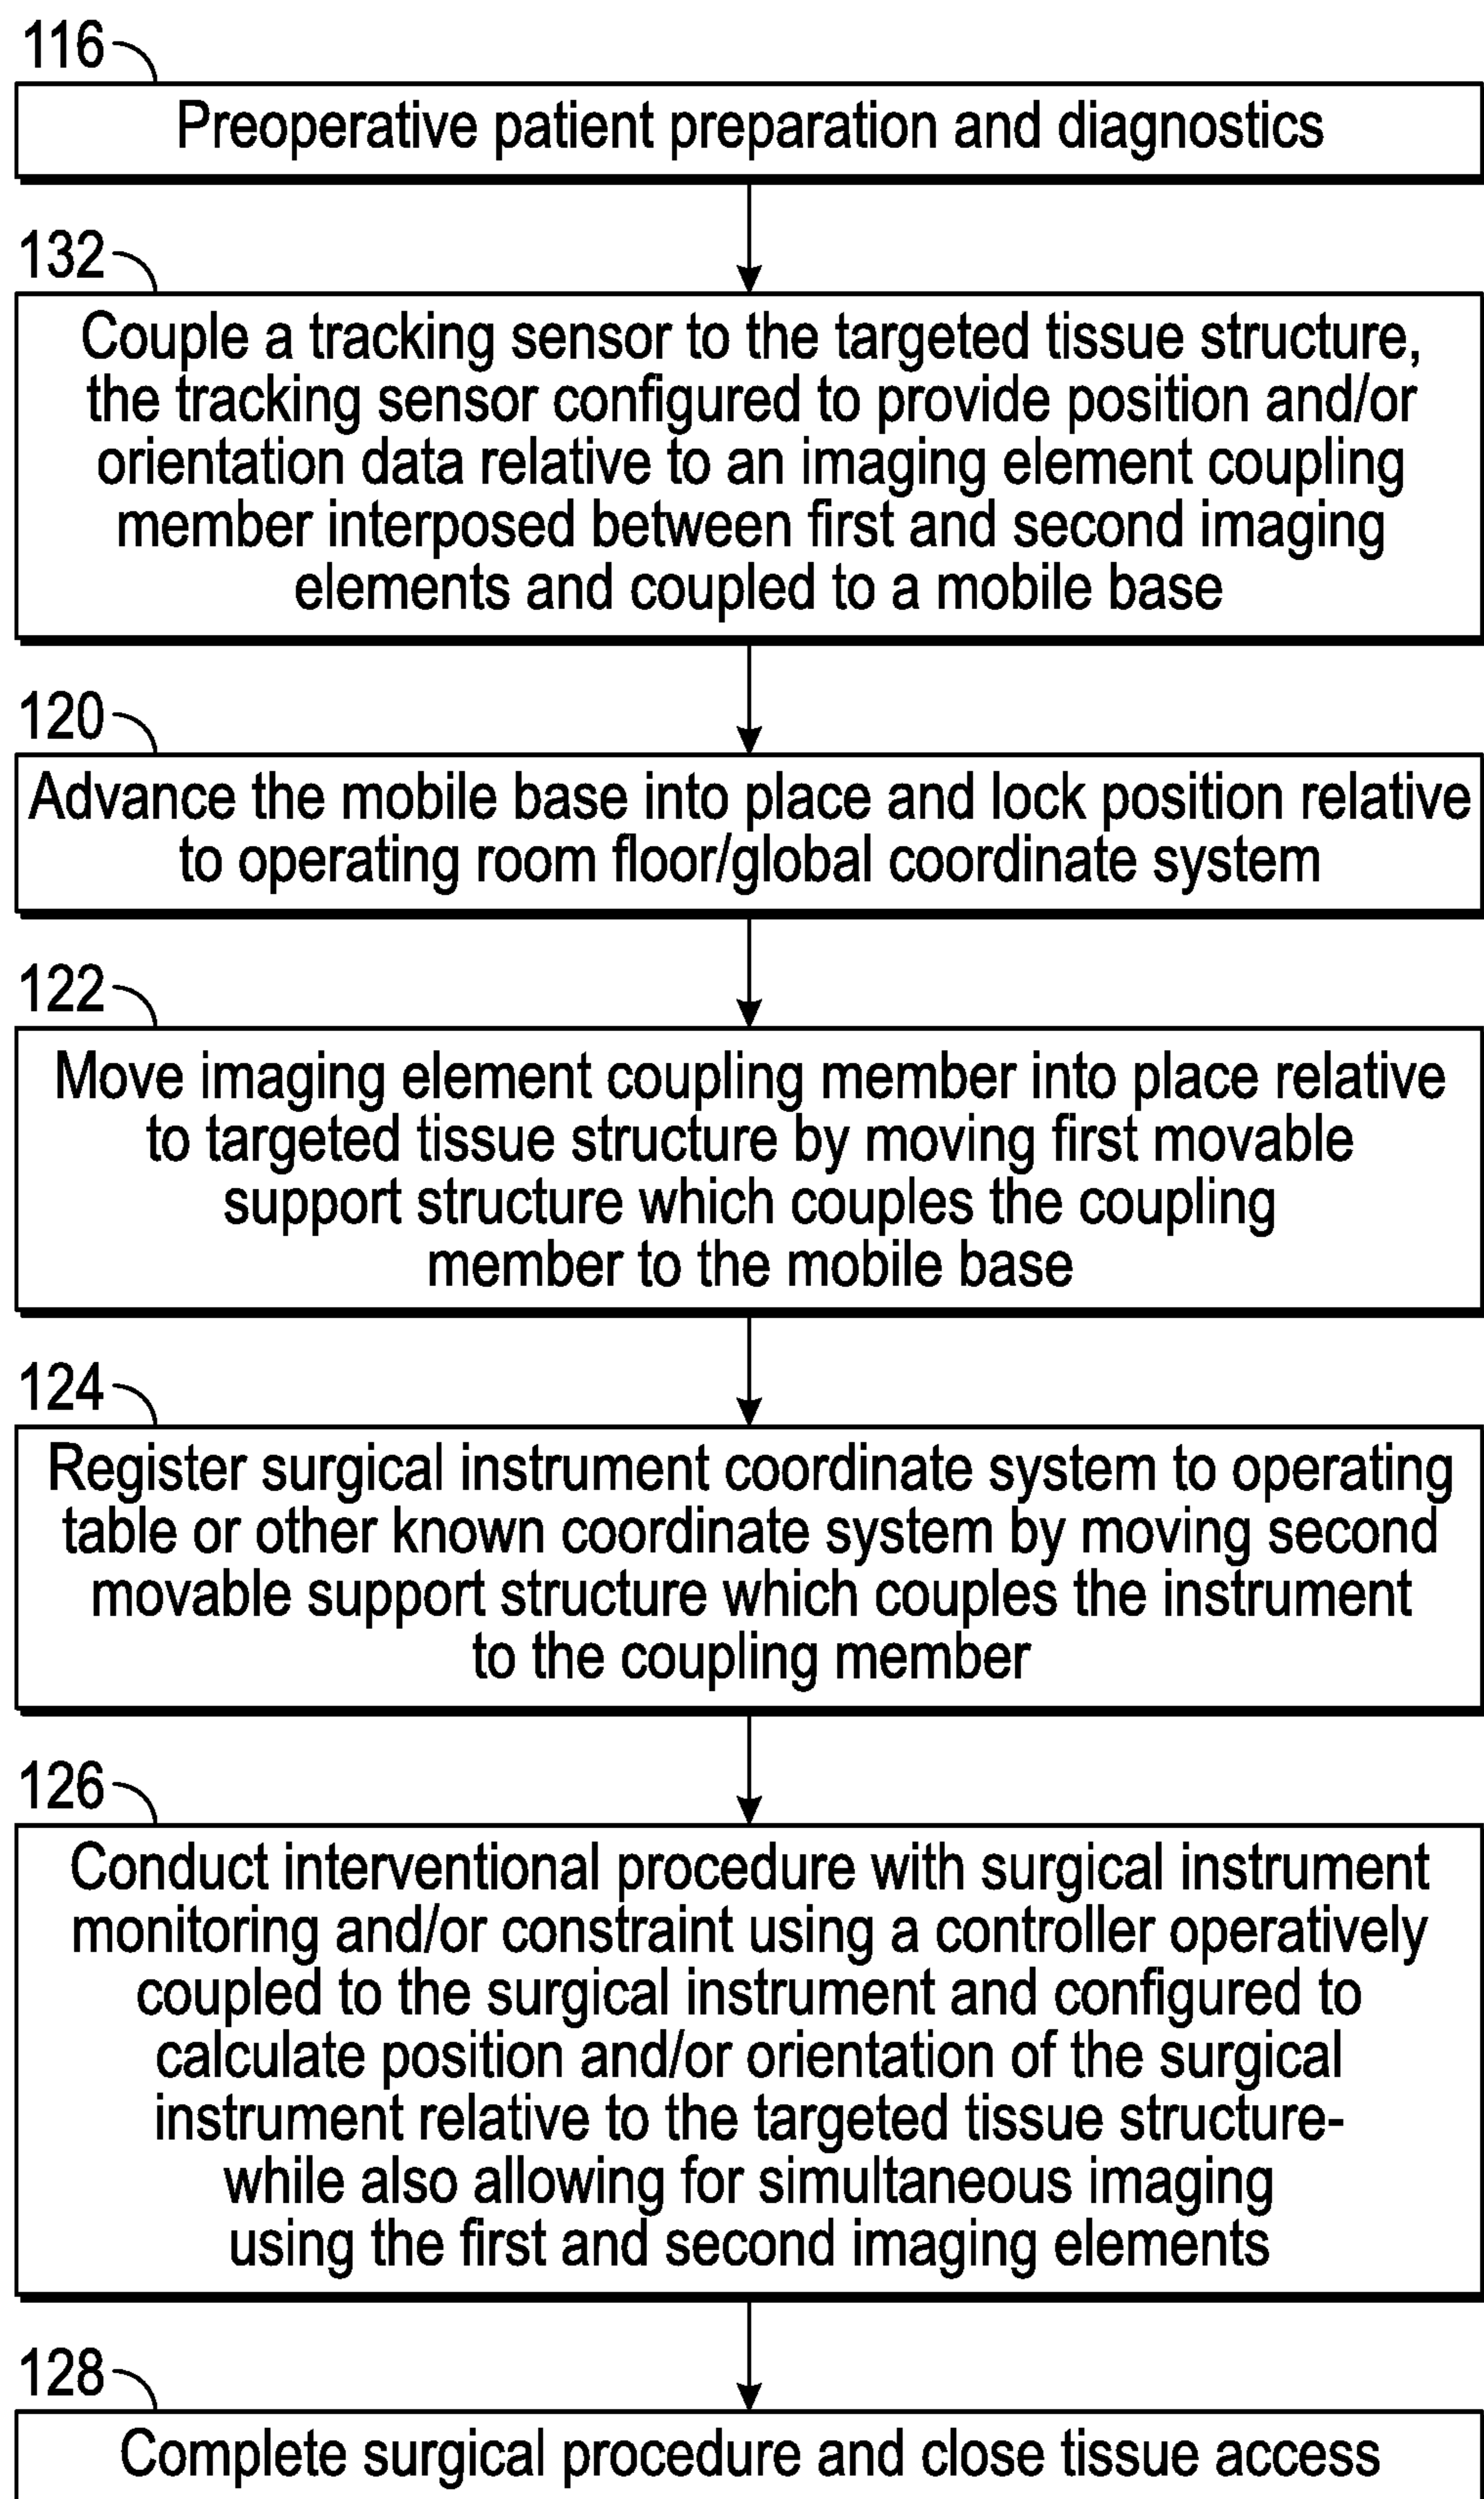 116
Preoperative patient preparation and diagnostics
132
Couple a tracking sensor to the targeted tissue structure,
the tracking sensor configured to provide position and/or
orientation data relative to an imaging element coupling
member interposed between first and second imaging
elements and coupled to a mobile base
120
Advance the mobile base into place and lock position relative
to operating room floor/global coordinate system
122
Move imaging element coupling member into place relative
to targeted tissue structure by moving first movable
support structure which couples the coupling
member to the mobile base
124
Register surgical instrument coordinate system to operating
table or other known coordinate system by moving second
movable support structure which couples the instrument
to the coupling member
126
Conduct interventional procedure with surgical instrument
monitoring and/or constraint using a controller operatively
coupled to the surgical instrument and configured to
calculate position and/or orientation of the surgical
instrument relative to the targeted tissue structure-
while also allowing for simultaneous imaging
using the first and second imaging elements
128
Complete surgical procedure and close tissue access